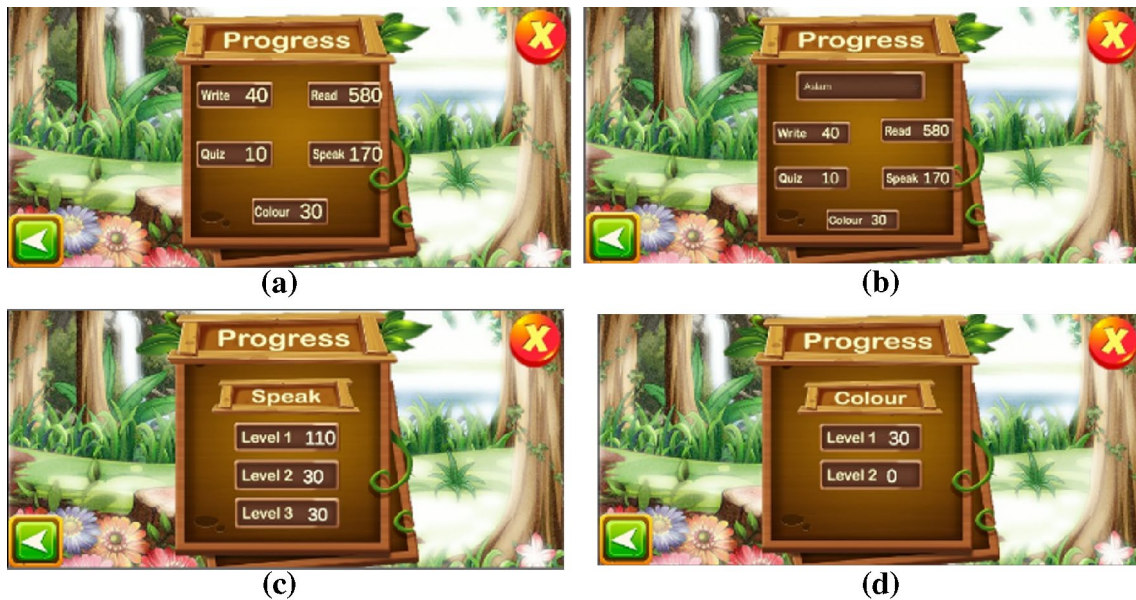 Progress
X
Write 40 Read 580
Quiz 10 Speak 170
Colour 30
(a)
Progress
X
Aslam
Write 40 Read 580
Quiz 10 Speak 170
Colour 30
(b)
Progress
X
Speak
Level 1 110
Level 2 30
Level 3 30
(c)
Progress
X
Colour
Level 1 30
Level 2 0
(d)